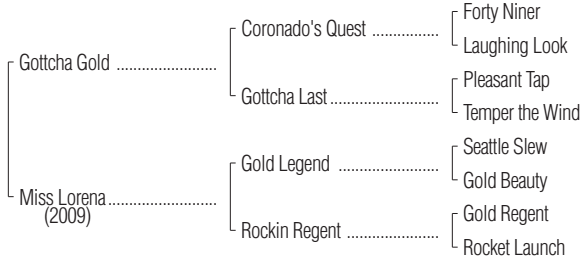 Forty Niner
Coronado's Quest ................
Laughing Look
Gottcha Gold ........................
Pleasant Tap
Gottcha Last..........................
Temper the Wind
Seattle Slew
Gold Legend ........................
Gold Beauty
Miss Lorena..........................
(2009)
Gold Regent
Rockin Regent ......................
Rocket Launch